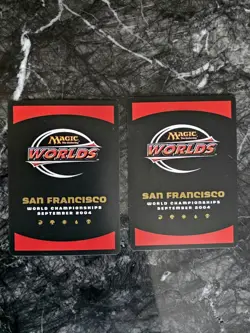 MAGIC
The Gathering
WORLDS
SAN FRANCISCO
WORLD CHAMPIONSHIPS
SEPTEMBER 2004
MAGIC
The Gathering
WORLDS
SAN FRANCISCO
WORLD CHAMPIONSHIPS
SEPTEMBER 2004